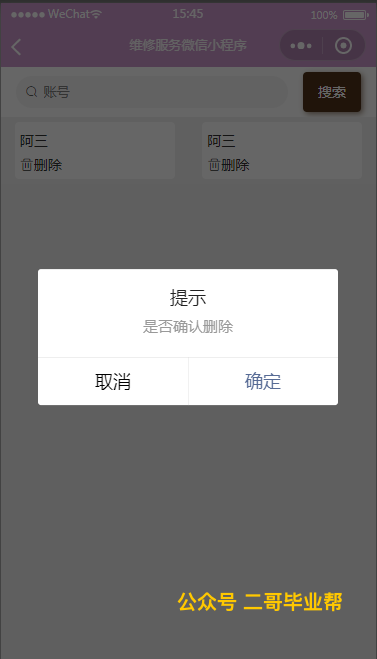 WeChat 15:45 100%
维修服务微信小程序
账号 搜索
阿三 阿三
删除 删除
提示
是否确认删除
取消 确定
公众号 二哥毕业帮